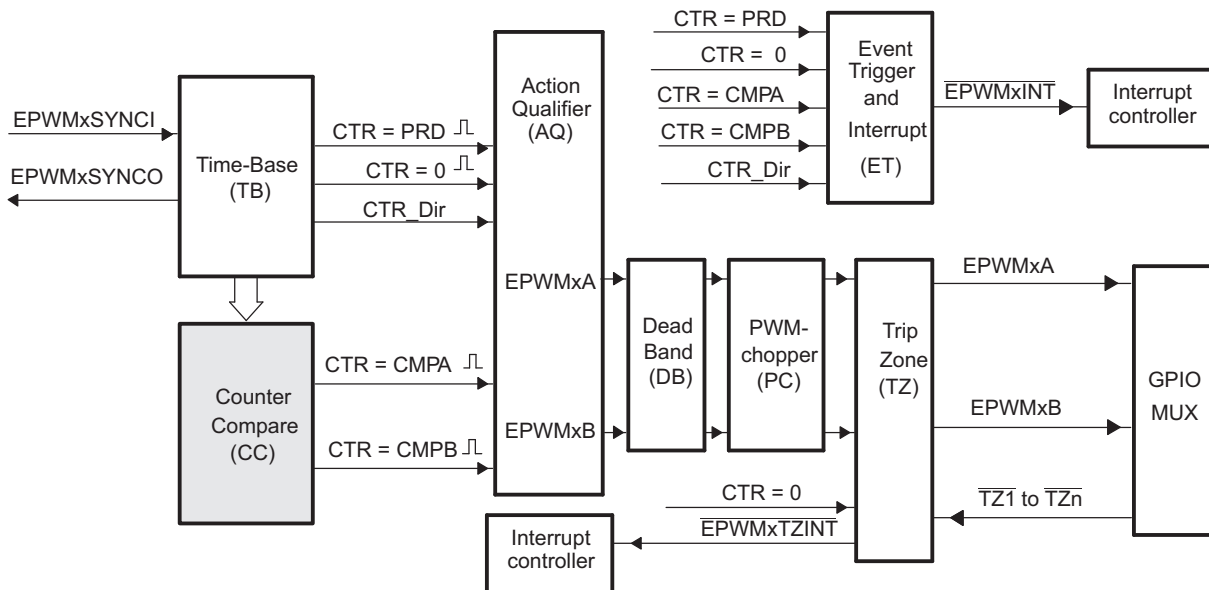 EPWMxSYNCI
EPWMxSYNCO
Time-Base
(TB)
CTR = PRD
CTR = 0
CTR_Dir
Counter
Compare
(CC)
CTR = CMPA
CTR = CMPB
Action
Qualifier
(AQ)
EPWMxA
EPWMxB
CTR = PRD
CTR = 0
CTR = CMPA
CTR = CMPB
CTR_Dir
Event
Trigger
and
Interrupt
(ET)
EPWMxINT
Interrupt
controller
Dead
Band
(DB)
PWM-
chopper
(PC)
Trip
Zone
(TZ)
EPWMxA
EPWMxB
TZ1 to TZn
GPIO
MUX
CTR = 0
EPWMxTZINT
Interrupt
controller